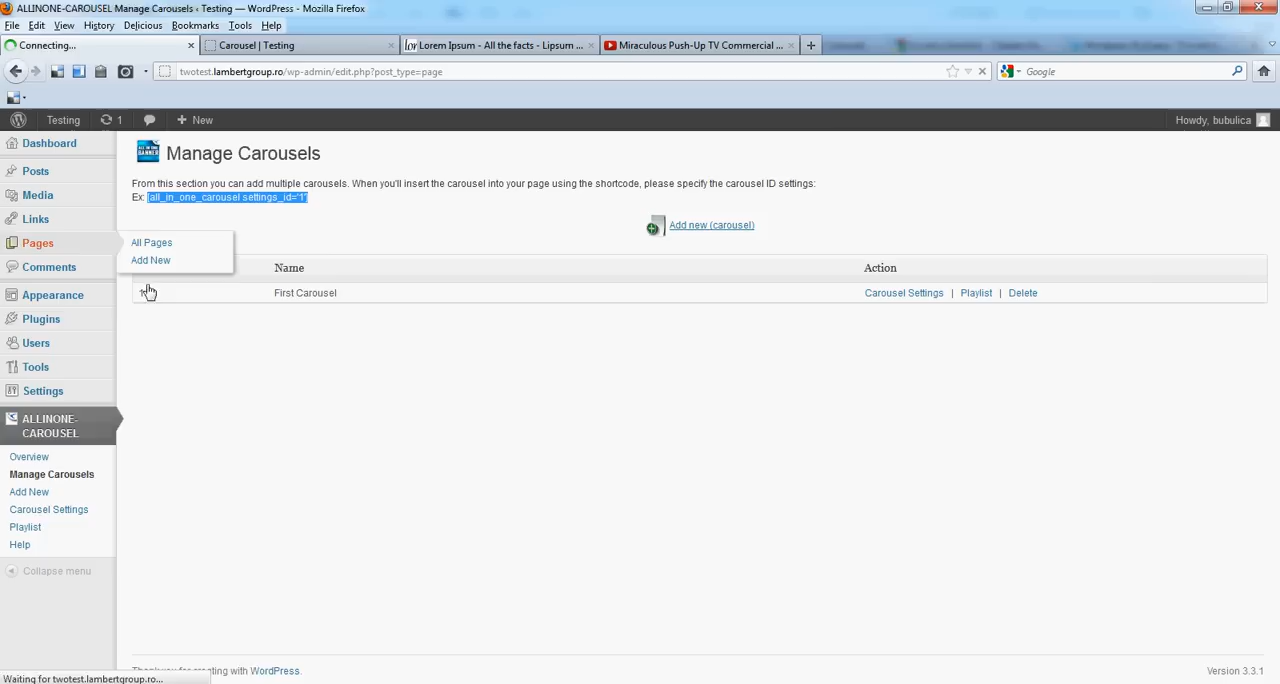 ALLINONE-CAROUSEL Manage Carousels ‹ Testing — WordPress - Mozilla Firefox
File Edit View History Delicious Bookmarks Tools Help
Connecting... Carousel | Testing Lorem Ipsum - All the facts - Lipsum ... Miraculous Push-Up TV Commercial ...
twotest.lambertgroup.ro/wp-admin/edit.php?post_type=page Google
Testing 1 New Howdy, bubulica
Dashboard
Posts
Media
Links
Pages
Comments
Appearance
Plugins
Users
Tools
Settings
ALLINONE-
CAROUSEL
Overview
Manage Carousels
Add New
Carousel Settings
Playlist
Help
Collapse menu
All Pages
Add New
Manage Carousels
From this section you can add multiple carousels. When you'll insert the carousel into your page using the shortcode, please specify the carousel ID settings:
Ex: [all_in_one_carousel settings_id='1']
Add new (carousel)
Name Action
First Carousel Carousel Settings | Playlist | Delete
for creating with WordPress. Version 3.3.1
Waiting for twotest.lambertgroup.ro...